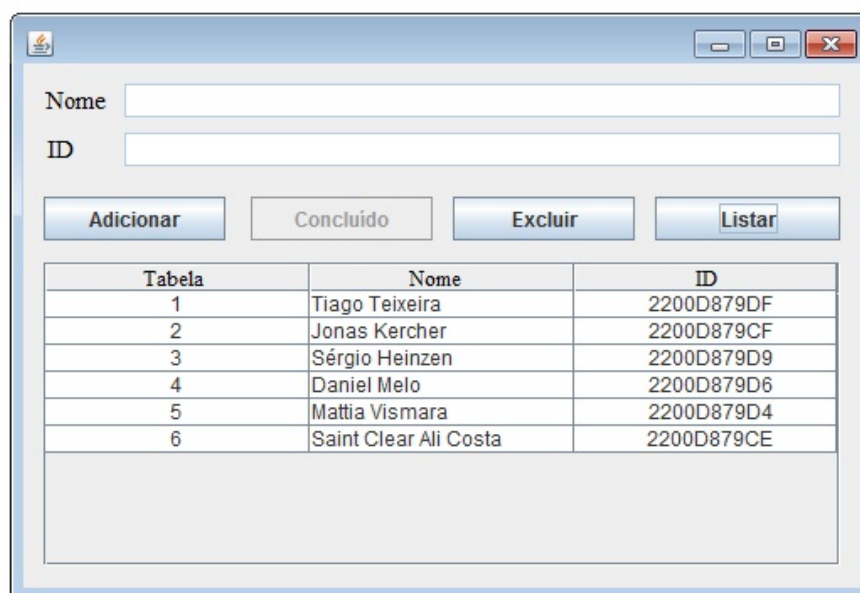 Nome
ID
Adicionar Concluído Excluir Listar
Tabela Nome ID
1 Tiago Teixeira 2200D879DF
2 Jonas Kercher 2200D879CF
3 Sérgio Heinzen 2200D879D9
4 Daniel Melo 2200D879D6
5 Mattia Vismara 2200D879D4
6 Saint Clear Ali Costa 2200D879CE